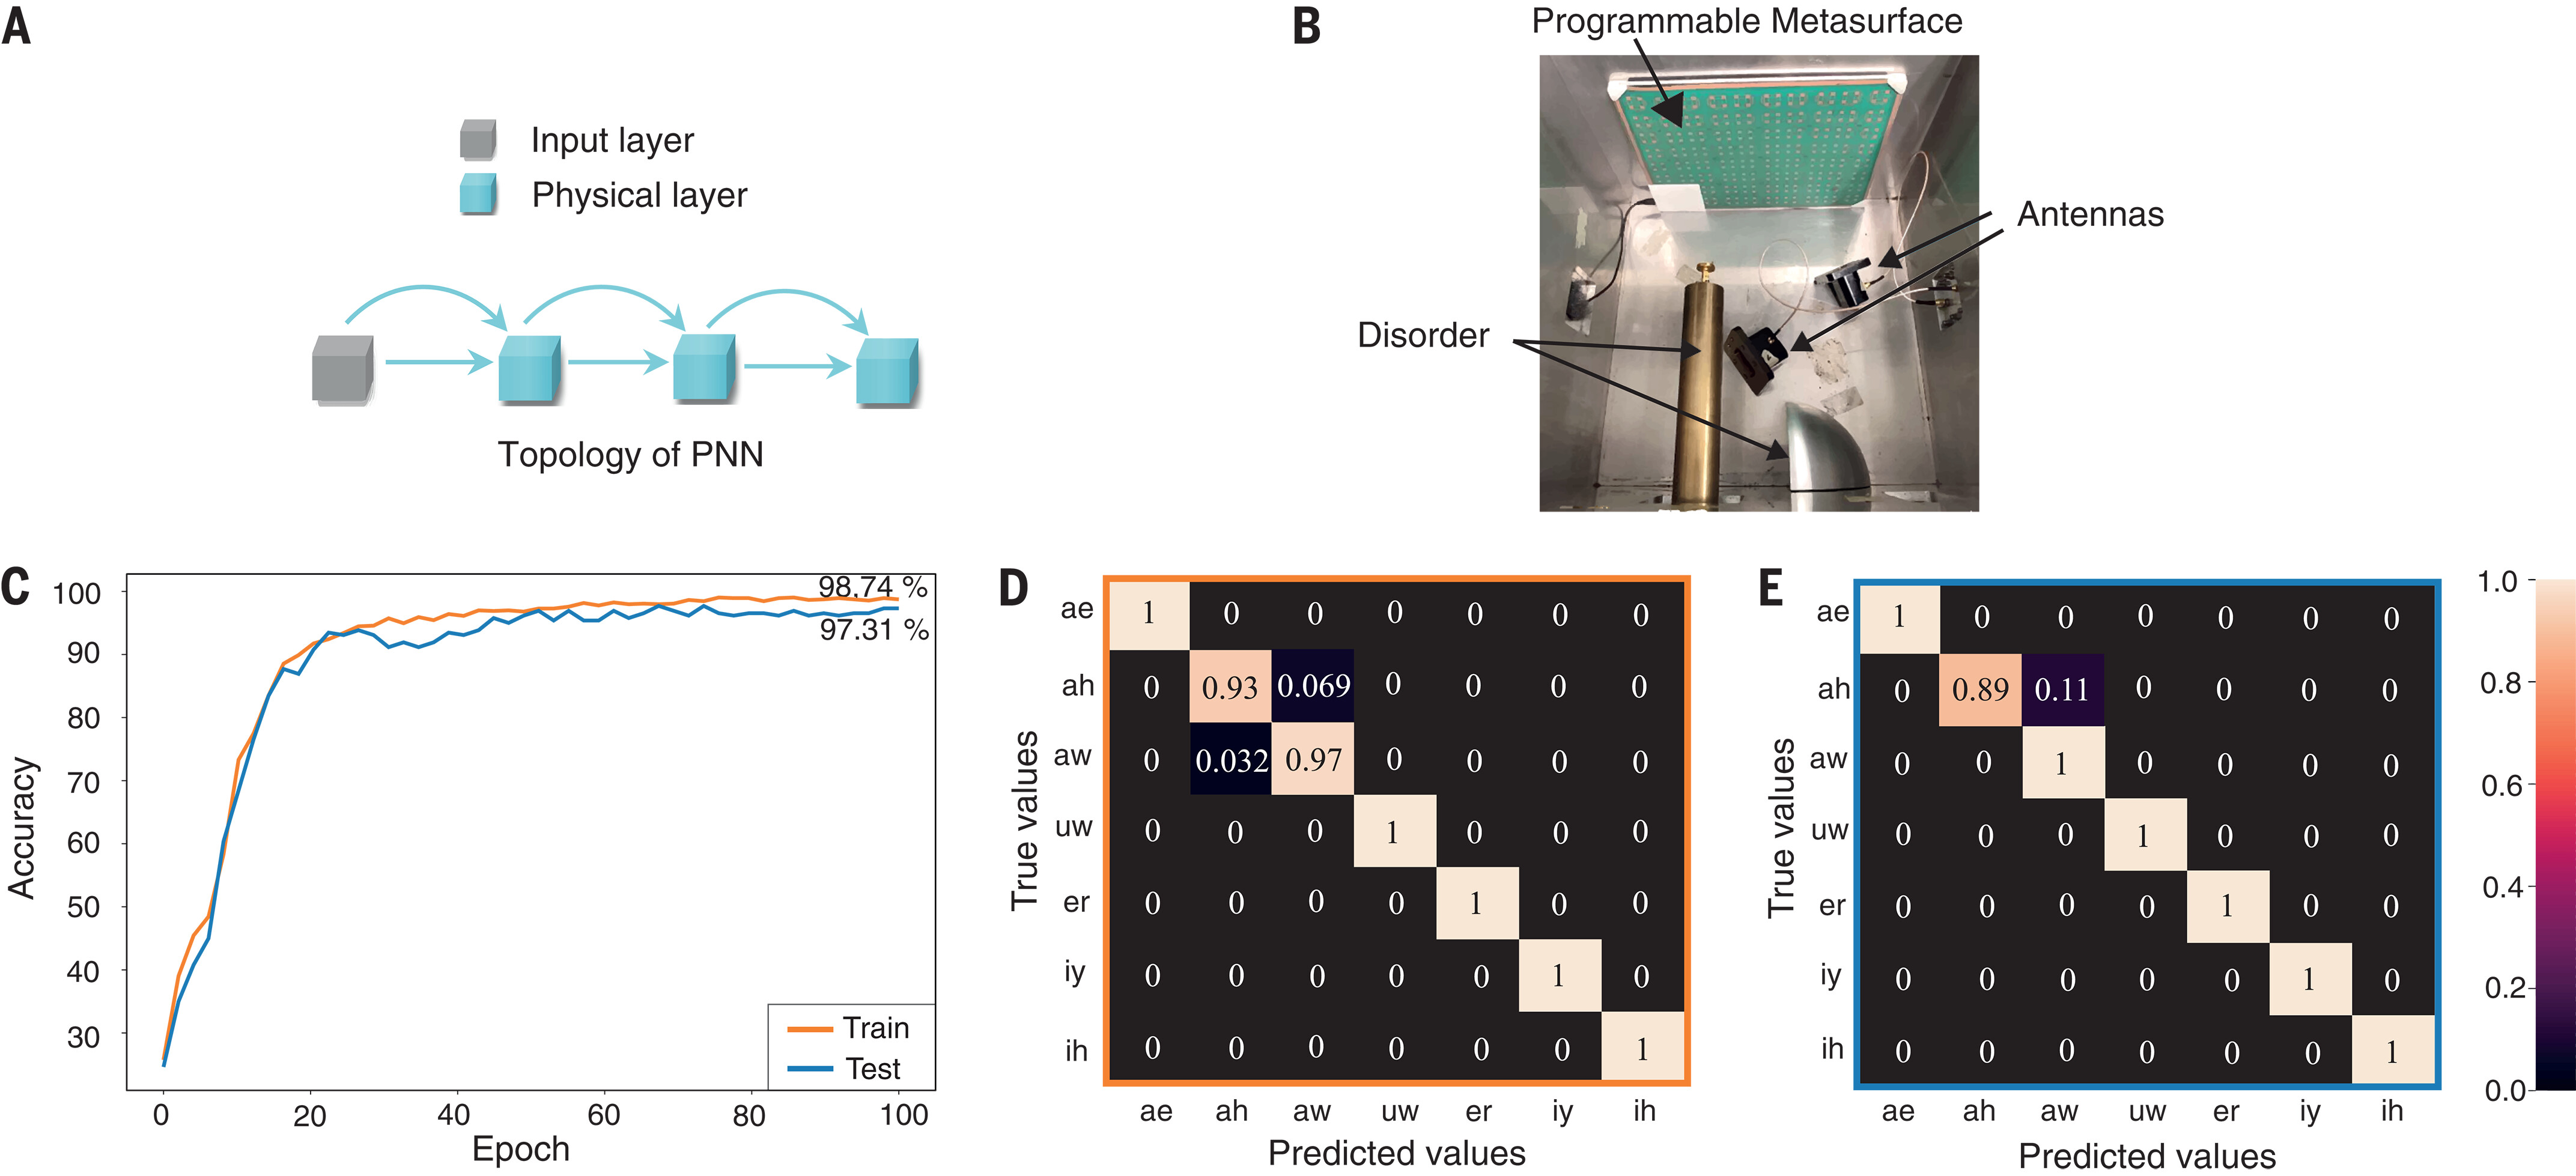 A
Input layer
Physical layer
Topology of PNN
B
Programmable Metasurface
Antennas
Disorder
C
Accuracy
100
90
80
70
60
50
40
30
98.74 %
97.31 %
Train
Test
0 20 40 60 80 100
Epoch
D
True values
ae 1 0 0 0 0 0 0
ah 0 0.93 0.069 0 0 0 0
aw 0 0.032 0.97 0 0 0 0
uw 0 0 0 1 0 0 0
er 0 0 0 0 1 0 0
iy 0 0 0 0 0 1 0
ih 0 0 0 0 0 0 1
ae ah aw uw er iy ih
Predicted values
E
True values
ae 1 0 0 0 0 0 0
ah 0 0.89 0.11 0 0 0 0
aw 0 0 1 0 0 0 0
uw 0 0 0 1 0 0 0
er 0 0 0 0 1 0 0
iy 0 0 0 0 0 1 0
ih 0 0 0 0 0 0 1
ae ah aw uw er iy ih
Predicted values
1.0
0.8
0.6
0.4
0.2
0.0